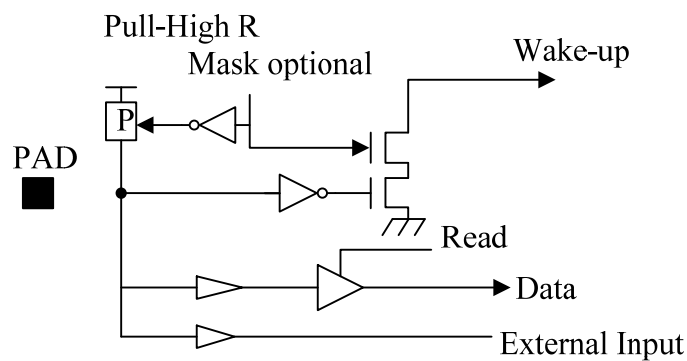 Pull-High R
Mask optional
Wake-up
P
PAD
Read
Data
External Input